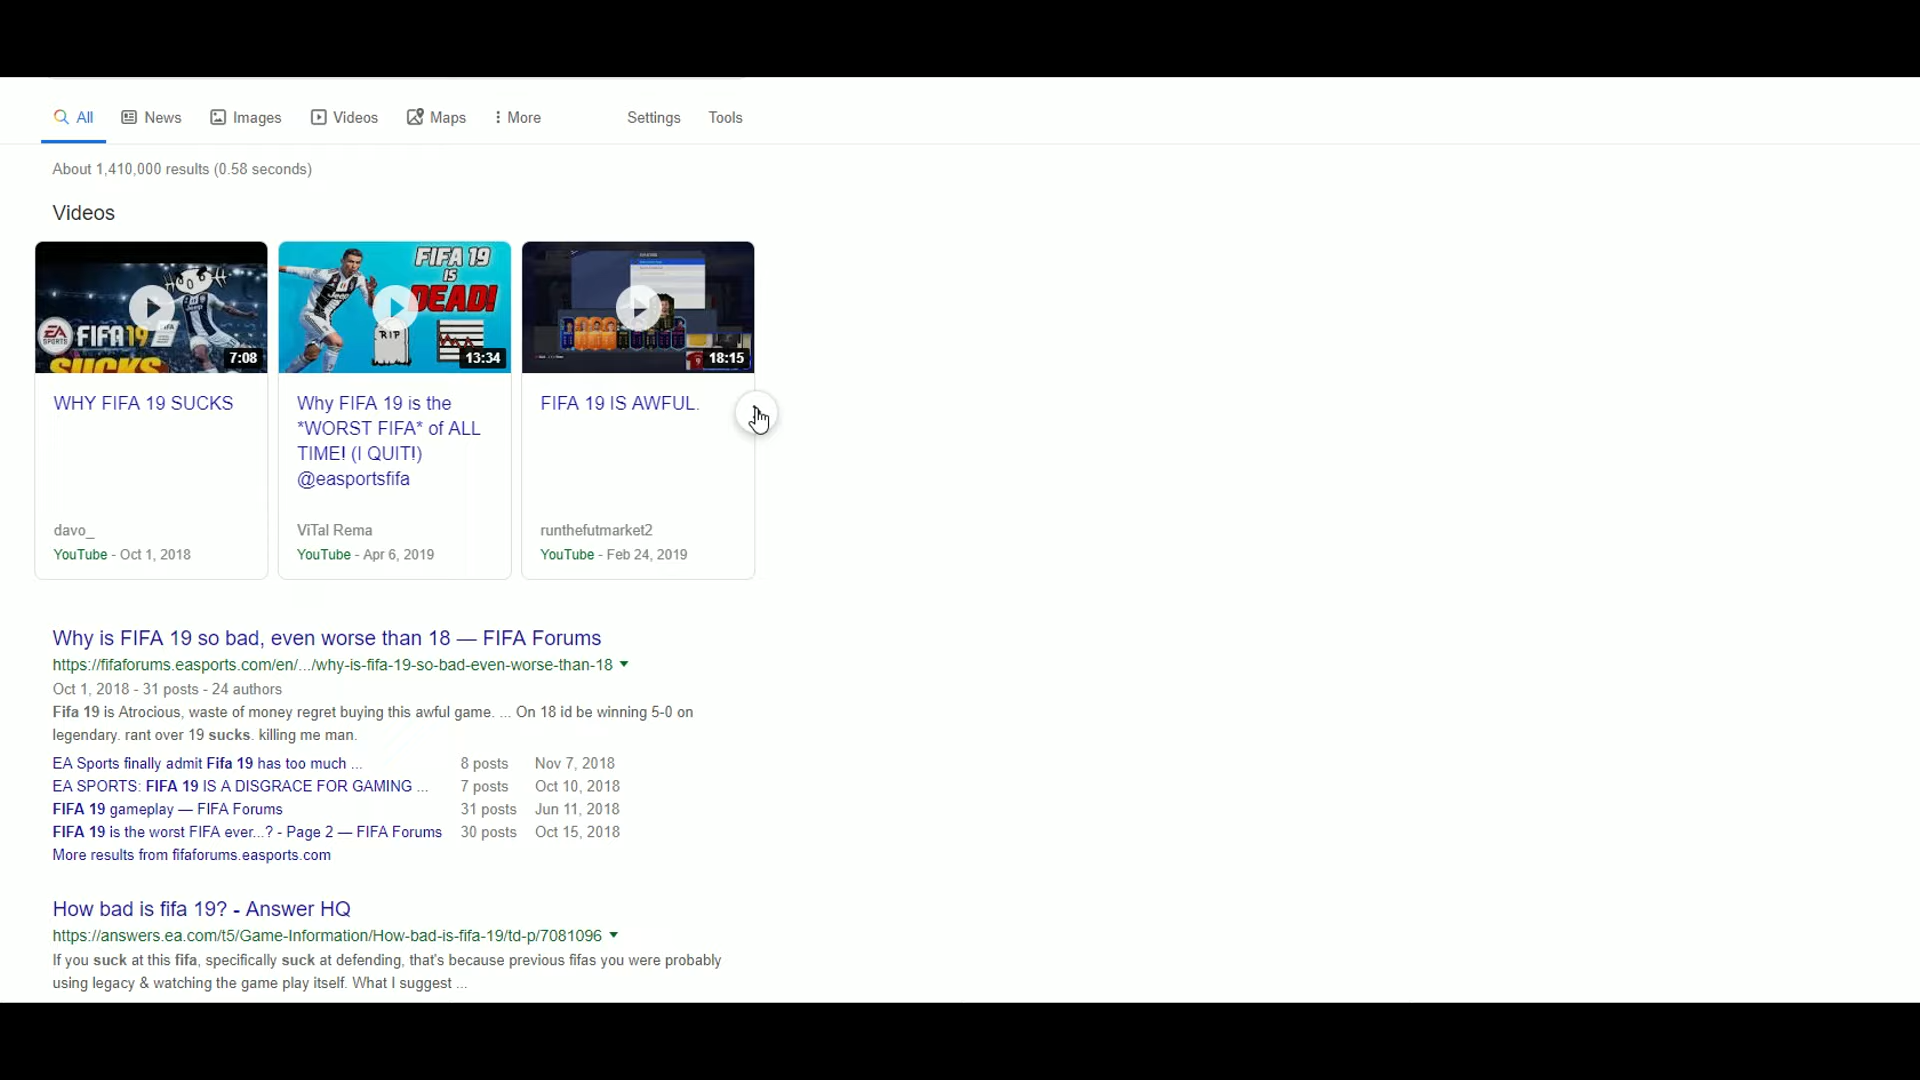 All News Images Videos Maps More Settings Tools
About 1,410,000 results (0.58 seconds)
Videos
EA SPORTS FIFA 19
SUCKS
7:08
FIFA 19
IS
DEAD!
RIP
13:34
18:15
WHY FIFA 19 SUCKS
davo_
YouTube - Oct 1, 2018
Why FIFA 19 is the
*WORST FIFA* of ALL
TIME! (I QUIT!)
@easportsfifa
ViTal Rema
YouTube - Apr 6, 2019
FIFA 19 IS AWFUL.
runthefutmarket2
YouTube - Feb 24, 2019
Why is FIFA 19 so bad, even worse than 18 — FIFA Forums
https://fifaforums.easports.com/en/.../why-is-fifa-19-so-bad-even-worse-than-18
Oct 1, 2018 - 31 posts - 24 authors
Fifa 19 is Atrocious, waste of money regret buying this awful game. ... On 18 id be winning 5-0 on
legendary. rant over 19 sucks. killing me man.
EA Sports finally admit Fifa 19 has too much ... 8 posts Nov 7, 2018
EA SPORTS: FIFA 19 IS A DISGRACE FOR GAMING ... 7 posts Oct 10, 2018
FIFA 19 gameplay — FIFA Forums 31 posts Jun 11, 2018
FIFA 19 is the worst FIFA ever...? - Page 2 — FIFA Forums 30 posts Oct 15, 2018
More results from fifaforums.easports.com
How bad is fifa 19? - Answer HQ
https://answers.ea.com/t5/Game-Information/How-bad-is-fifa-19/td-p/7081096
If you suck at this fifa, specifically suck at defending, that's because previous fifas you were probably
using legacy & watching the game play itself. What I suggest ...